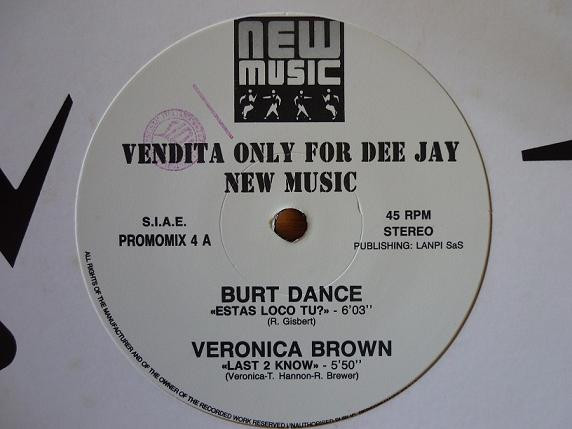 NEW
MUSIC
VENDITA ONLY FOR DEE JAY
NEW MUSIC
S.I.A.E.
PROMOMIX 4 A
45 RPM
STEREO
PUBLISHING: LANPI SaS
BURT DANCE
«ESTAS LOCO TU?» - 6'03''
(R. Gisbert)
VERONICA BROWN
«LAST 2 KNOW» - 5'50''
(Veronica-T. Hannon-R. Brewer)
ALL RIGHTS OF THE MANUFACTURER AND OF THE OWNER OF THE RECORDED WORK RESERVED